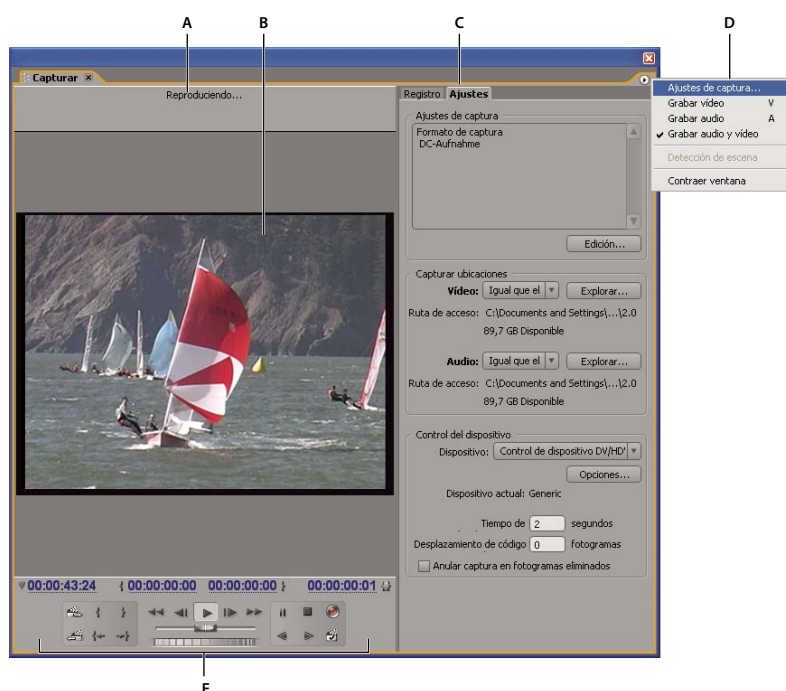 A B C D
Capturar
Reproduciendo...
Registro Ajustes
Ajustes de captura
Formato de captura
DC-Aufnahme
Edición...
Capturar ubicaciones
Vídeo: Igual que el Explorar...
Ruta de acceso: C:\Documents and Settings\...\2.0
89,7 GB Disponible
Audio: Igual que el Explorar...
Ruta de acceso: C:\Documents and Settings\...\2.0
89,7 GB Disponible
Control del dispositivo
Dispositivo: Control de dispositivo DV/HD'
Opciones...
Dispositivo actual: Generic
Tiempo de 2 segundos
Desplazamiento de código 0 fotogramas
Anular captura en fotogramas eliminados
Ajustes de captura...
Grabar vídeo V
Grabar audio A
Grabar audio y vídeo
Detección de escena
Contraer ventana
00:00:43:24 { 00:00:00:00 00:00:00:00 } 00:00:00:01
E